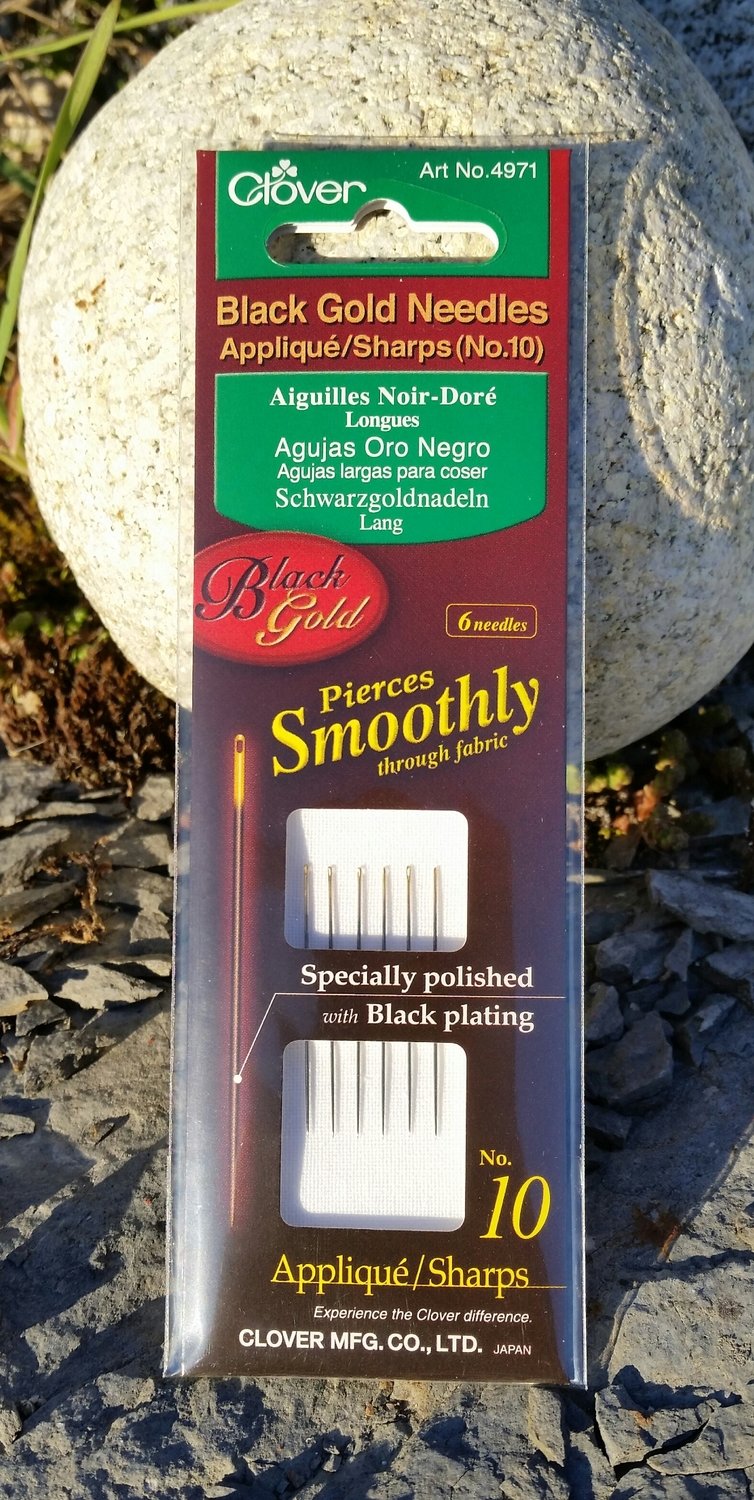 Clover
Art No.4971
Black Gold Needles
Appliqué/Sharps (No.10)
Aiguilles Noir-Doré
Longues
Agujas Oro Negro
Agujas largas para coser
Schwarzgoldnadeln
Lang
Black
Gold
6 needles
Pierces
Smoothly
through fabric
Specially polished
with Black plating
No.
10
Appliqué/Sharps
Experience the Clover difference.
CLOVER MFG. CO., LTD. JAPAN